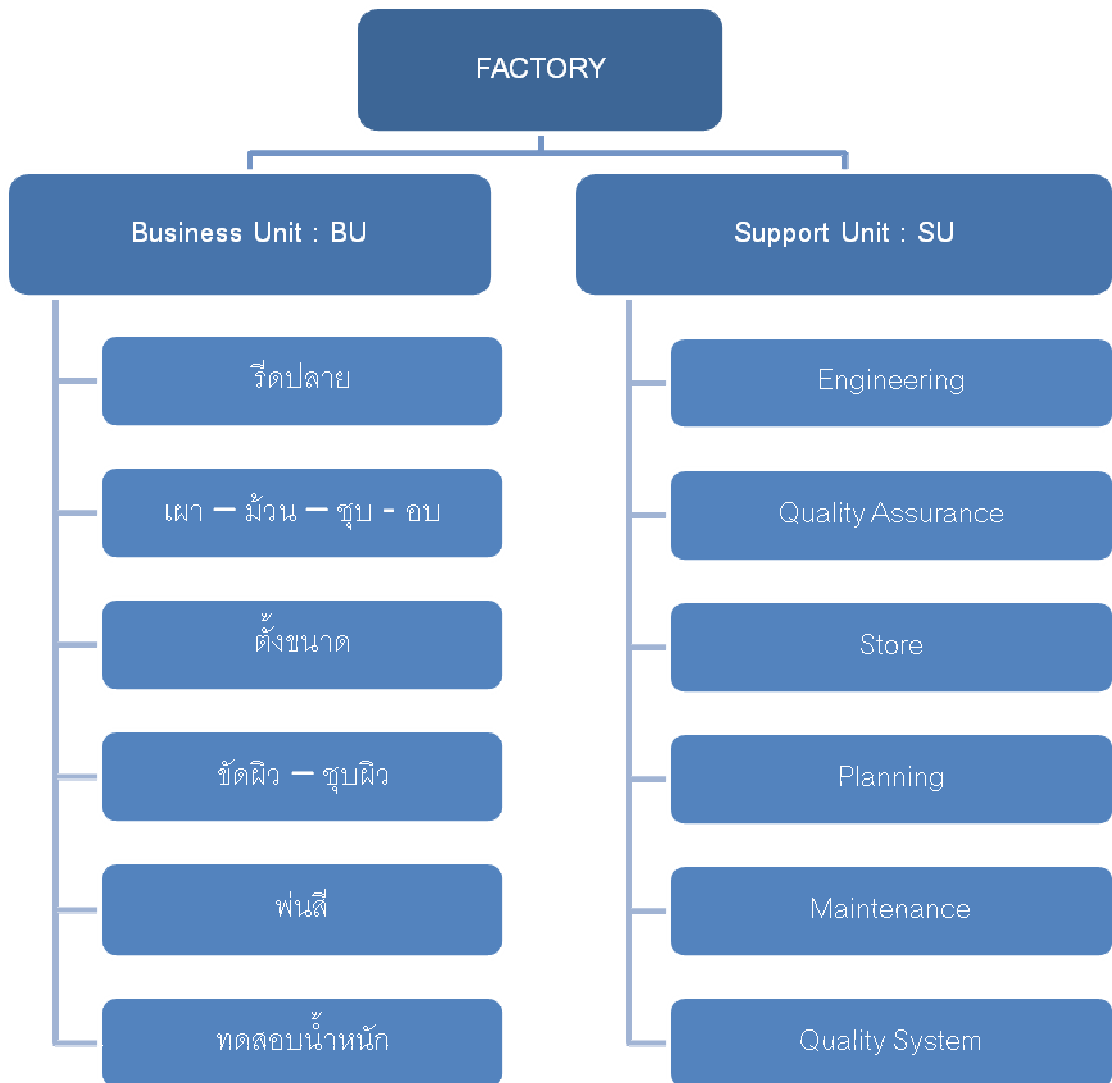 FACTORY
Business Unit : BU
รีดปลาย
เผา – ม้วน – ชุบ - อบ
ตั้งขนาด
ขัดผิว – ชุบผิว
พ่นสี
ทดสอบน้ำหนัก
Support Unit : SU
Engineering
Quality Assurance
Store
Planning
Maintenance
Quality System